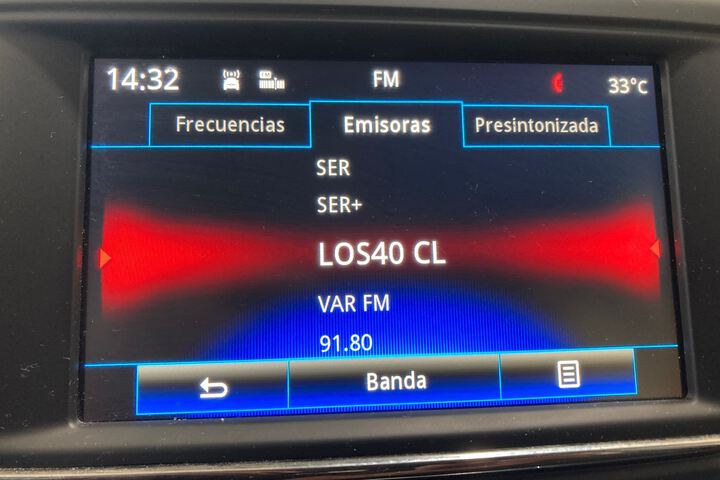 14:32 FM 33°C
Frecuencias Emisoras Presintonizada
SER
SER+
LOS40 CL
VAR FM
91.80
Banda